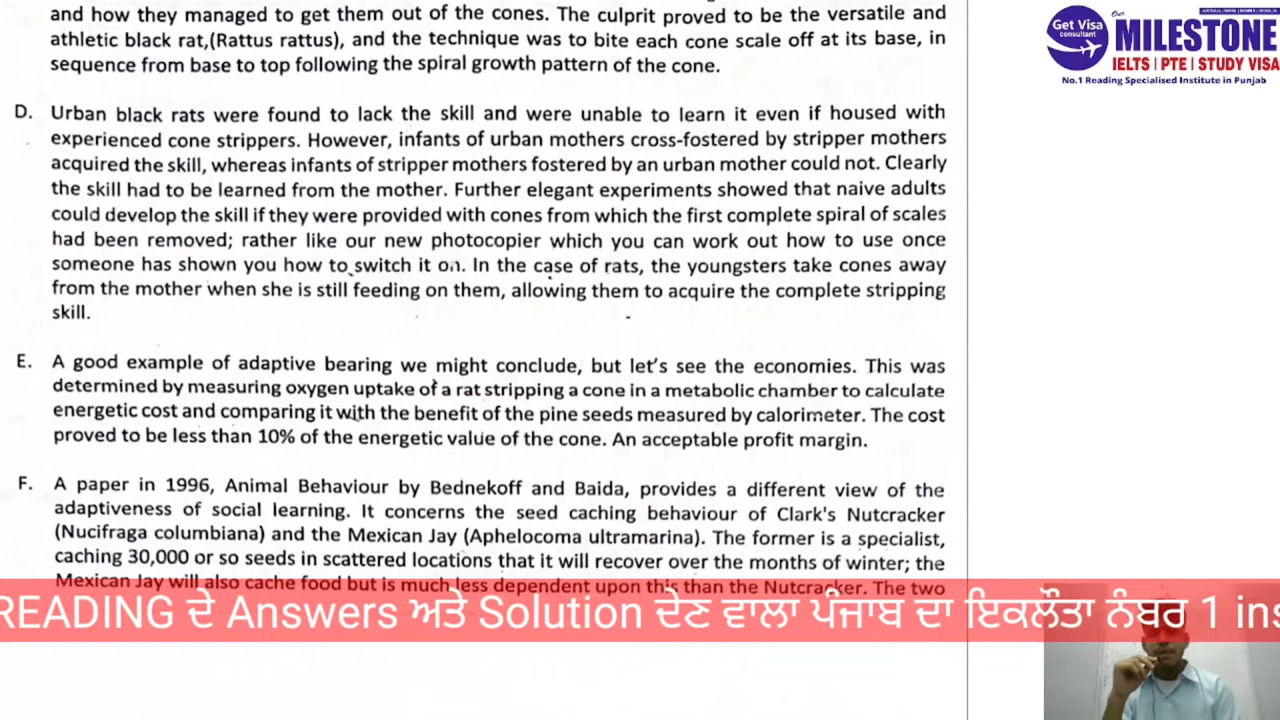 and how they managed to get them out of the cones. The culprit proved to be the versatile and
athletic black rat,(Rattus rattus), and the technique was to bite each cone scale off at its base, in
sequence from base to top following the spiral growth pattern of the cone.
D. Urban black rats were found to lack the skill and were unable to learn it even if housed with
experienced cone strippers. However, infants of urban mothers cross-fostered by stripper mothers
acquired the skill, whereas infants of stripper mothers fostered by an urban mother could not. Clearly
the skill had to be learned from the mother. Further elegant experiments showed that naive adults
could develop the skill if they were provided with cones from which the first complete spiral of scales
had been removed; rather like our new photocopier which you can work out how to use once
someone has shown you how to switch it on. In the case of rats, the youngsters take cones away
from the mother when she is still feeding on them, allowing them to acquire the complete stripping
skill.
E. A good example of adaptive bearing we might conclude, but let's see the economies. This was
determined by measuring oxygen uptake of a rat stripping a cone in a metabolic chamber to calculate
energetic cost and comparing it with the benefit of the pine seeds measured by calorimeter. The cost
proved to be less than 10% of the energetic value of the cone. An acceptable profit margin.
F. A paper in 1996, Animal Behaviour by Bednekoff and Baida, provides a different view of the
adaptiveness of social learning. It concerns the seed caching behaviour of Clark's Nutcracker
(Nucifraga columbiana) and the Mexican Jay (Aphelocoma ultramarina). The former is a specialist,
caching 30,000 or so seeds in scattered locations that it will recover over the months of winter; the
Mexican Jay will also cache food but is much less dependent upon this than the Nutcracker. The two
READING ਦੇ Answers ਅਤੇ Solution ਦੇਣ ਵਾਲਾ ਪੰਜਾਬ ਦਾ ਇਕਲੌਤਾ ਨੰਬਰ 1 ins
Get Visa
consultant
Our
MILESTONE
IELTS | PTE | STUDY VISA
No.1 Reading Specialised Institute in Punjab